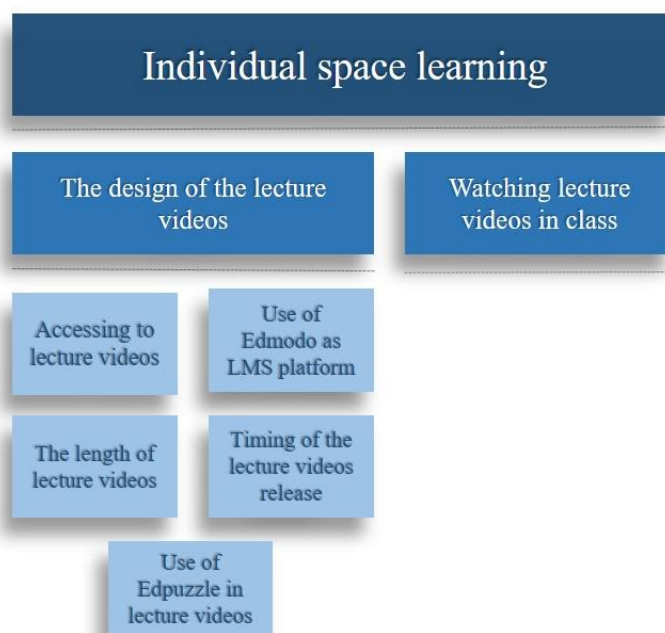 Individual space learning
The design of the lecture
videos
Watching lecture
videos in class
Accessing to
lecture videos
Use of
Edmodo as
LMS platform
The length of
lecture videos
Timing of the
lecture videos
release
Use of
Edpuzzle in
lecture videos